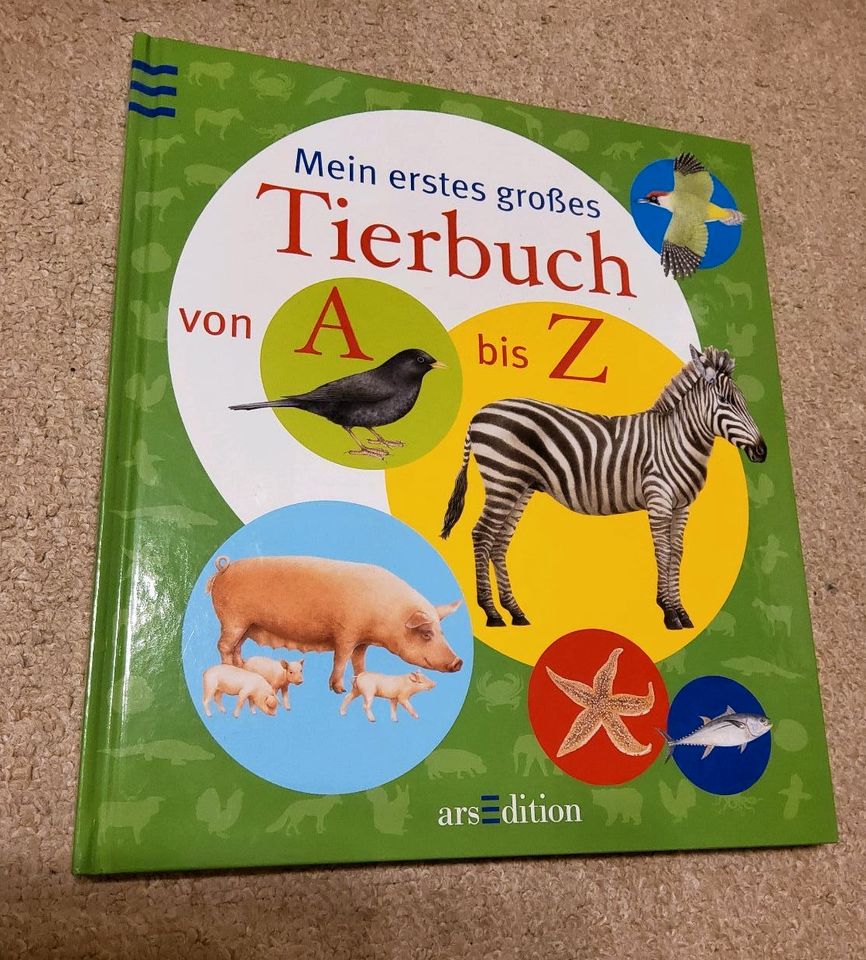 Mein erstes großes
Tierbuch
von A bis Z
arsEdition